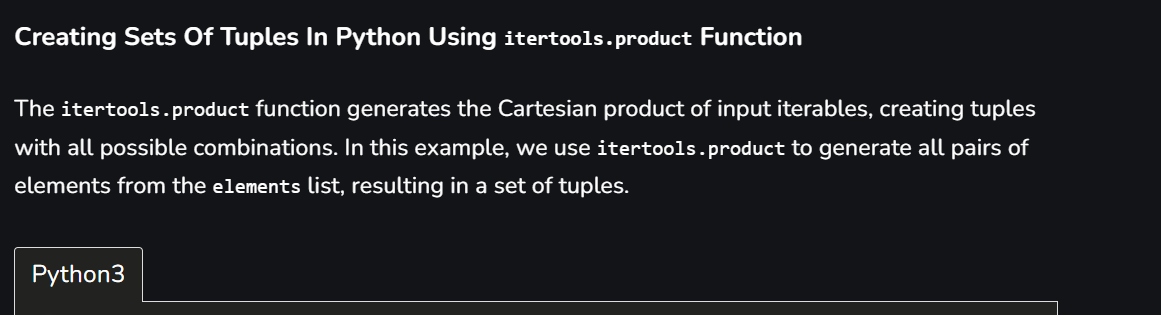 Creating Sets Of Tuples In Python Using itertools.product Function
The itertools.product function generates the Cartesian product of input iterables, creating tuples
with all possible combinations. In this example, we use itertools.product to generate all pairs of
elements from the elements list, resulting in a set of tuples.
Python3